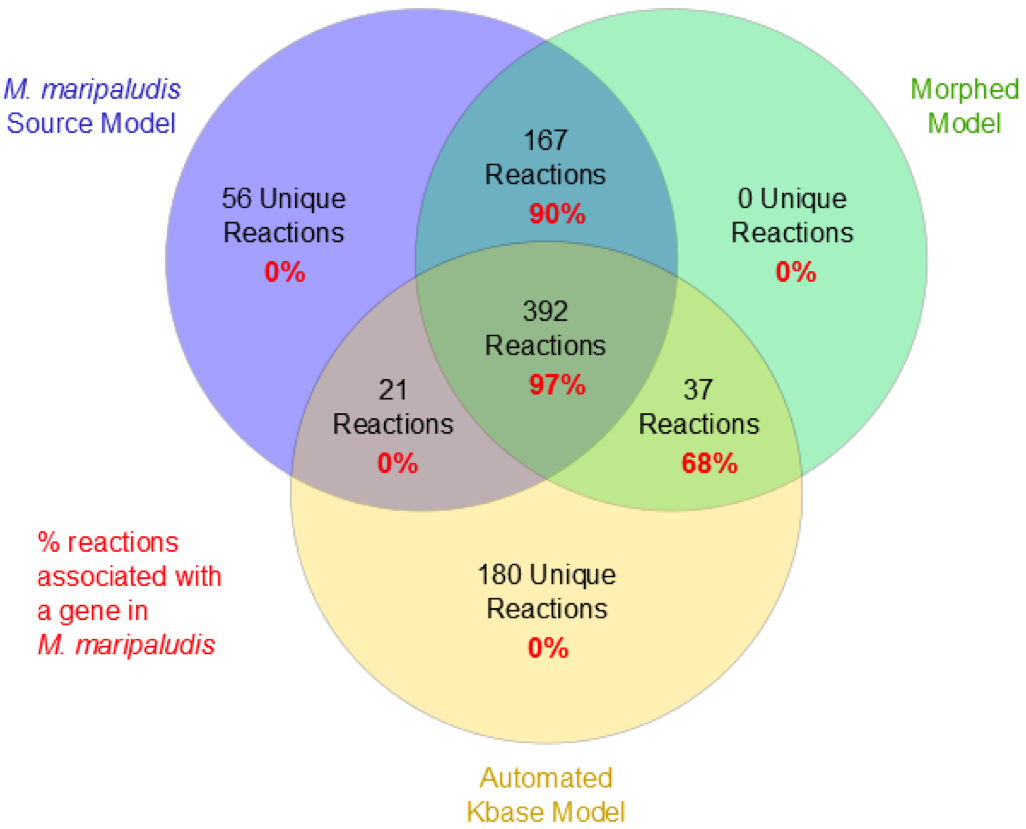 M. maripaludis
Source Model
Morphed
Model
167
Reactions
90%
56 Unique
Reactions
0%
0 Unique
Reactions
0%
392
Reactions
97%
21
Reactions
0%
37
Reactions
68%
% reactions
associated with
a gene in
M. maripaludis
180 Unique
Reactions
0%
Automated
Kbase Model